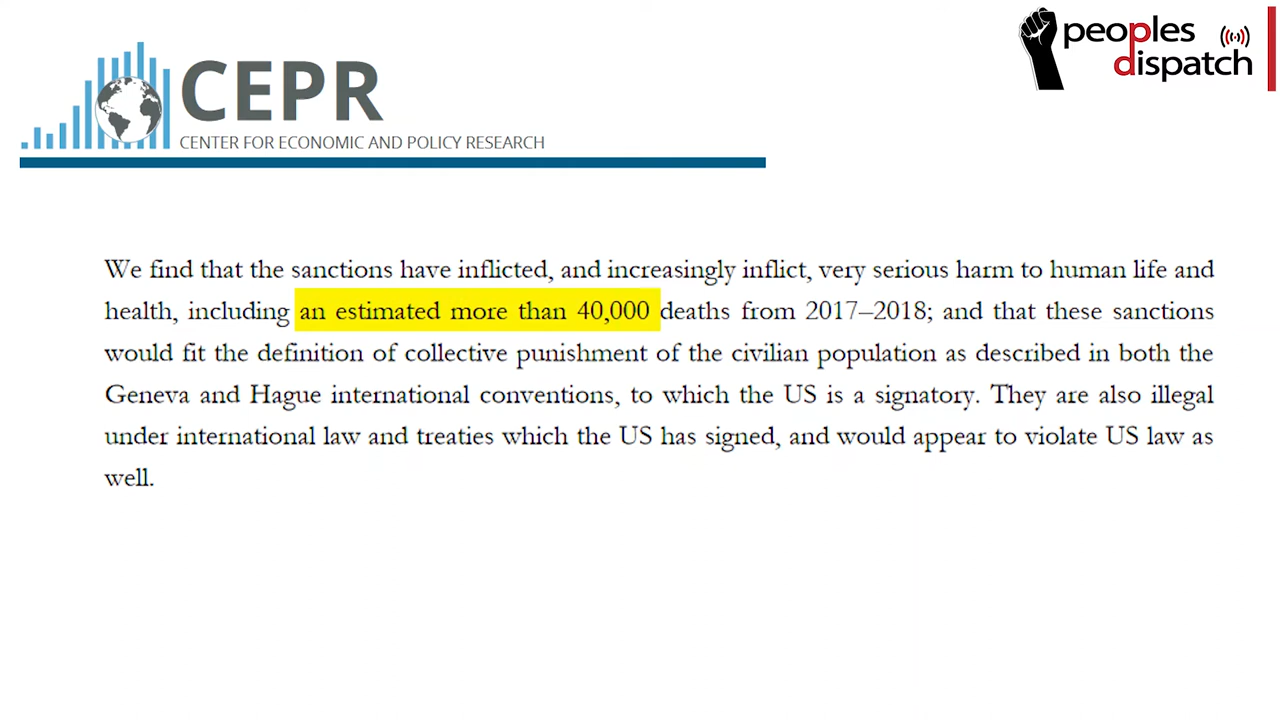 peoples
dispatch
CEPR
CENTER FOR ECONOMIC AND POLICY RESEARCH
We find that the sanctions have inflicted, and increasingly inflict, very serious harm to human life and
health, including an estimated more than 40,000 deaths from 2017–2018; and that these sanctions
would fit the definition of collective punishment of the civilian population as described in both the
Geneva and Hague international conventions, to which the US is a signatory. They are also illegal
under international law and treaties which the US has signed, and would appear to violate US law as
well.